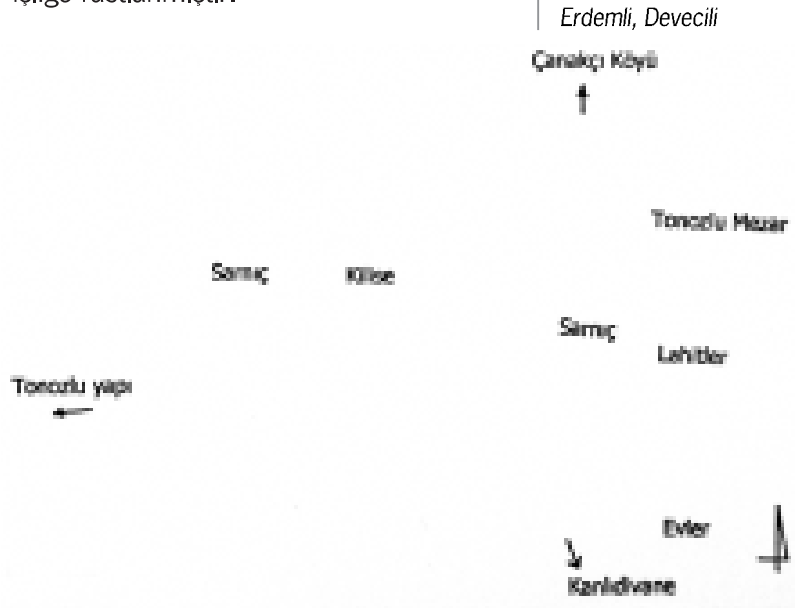 Erdemli, Devecili
Çanakçı Köyü
Tonozlu Mezar
Sarnıç
Kilise
Sarnıç
Lahitler
Tonozlu yapı
Evler
Kanlıdivane